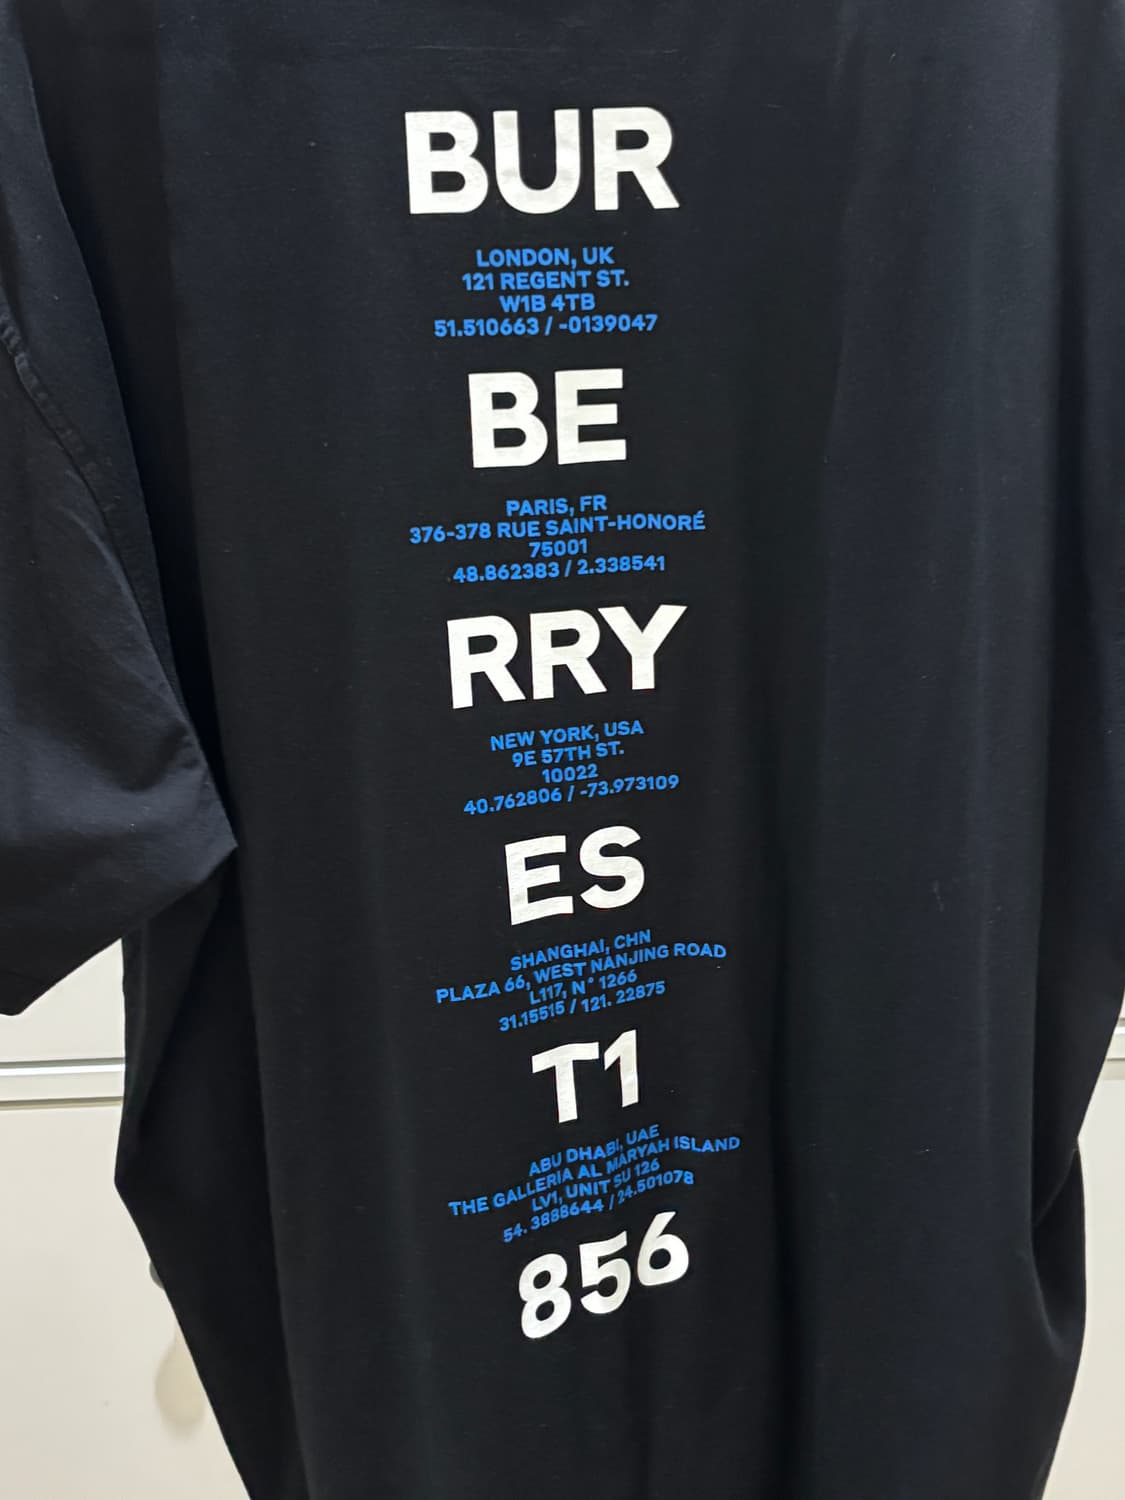 BUR
LONDON, UK
121 REGENT ST.
W1B 4TB
51.510663 / -0139047
BE
PARIS, FR
376-378 RUE SAINT-HONORÉ
75001
48.862383 / 2.338541
RRY
NEW YORK, USA
9E 57TH ST.
10022
40.762806 / -73.973109
ES
SHANGHAI, CHN
PLAZA 66, WEST NANJING ROAD
L117, N° 1266
31.15515 / 121. 22875
T1
ABU DHABI, UAE
THE GALLERIA AL MARYAH ISLAND
LV1, UNIT SU 126
54. 3888644 / 24.501078
856